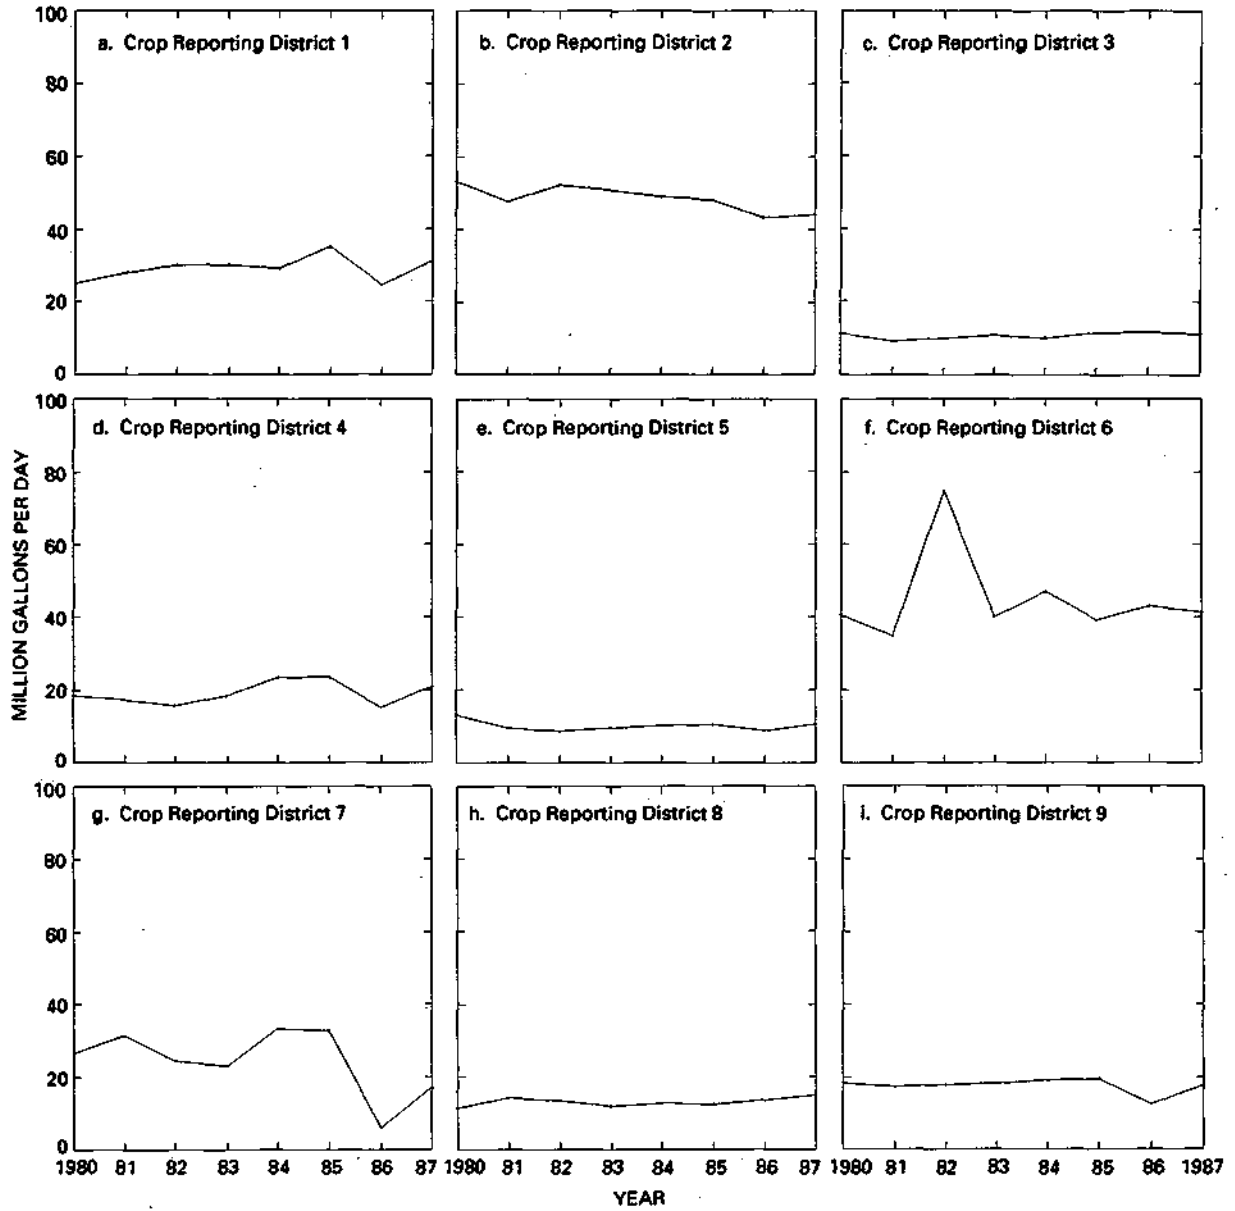 100
a. Crop Reporting District 1
b. Crop Reporting District 2
c. Crop Reporting District 3
80
60
40
20
0
100
d. Crop Reporting District 4
e. Crop Reporting District 5
f. Crop Reporting District 6
80
60
40
20
0
MILLION GALLONS PER DAY
100
g. Crop Reporting District 7
h. Crop Reporting District 8
i. Crop Reporting District 9
80
60
40
20
0
1980 81 82 83 84 85 86 87 1980 81 82 83 84 85 86 87 1980 81 82 83 84 85 86 1987
YEAR